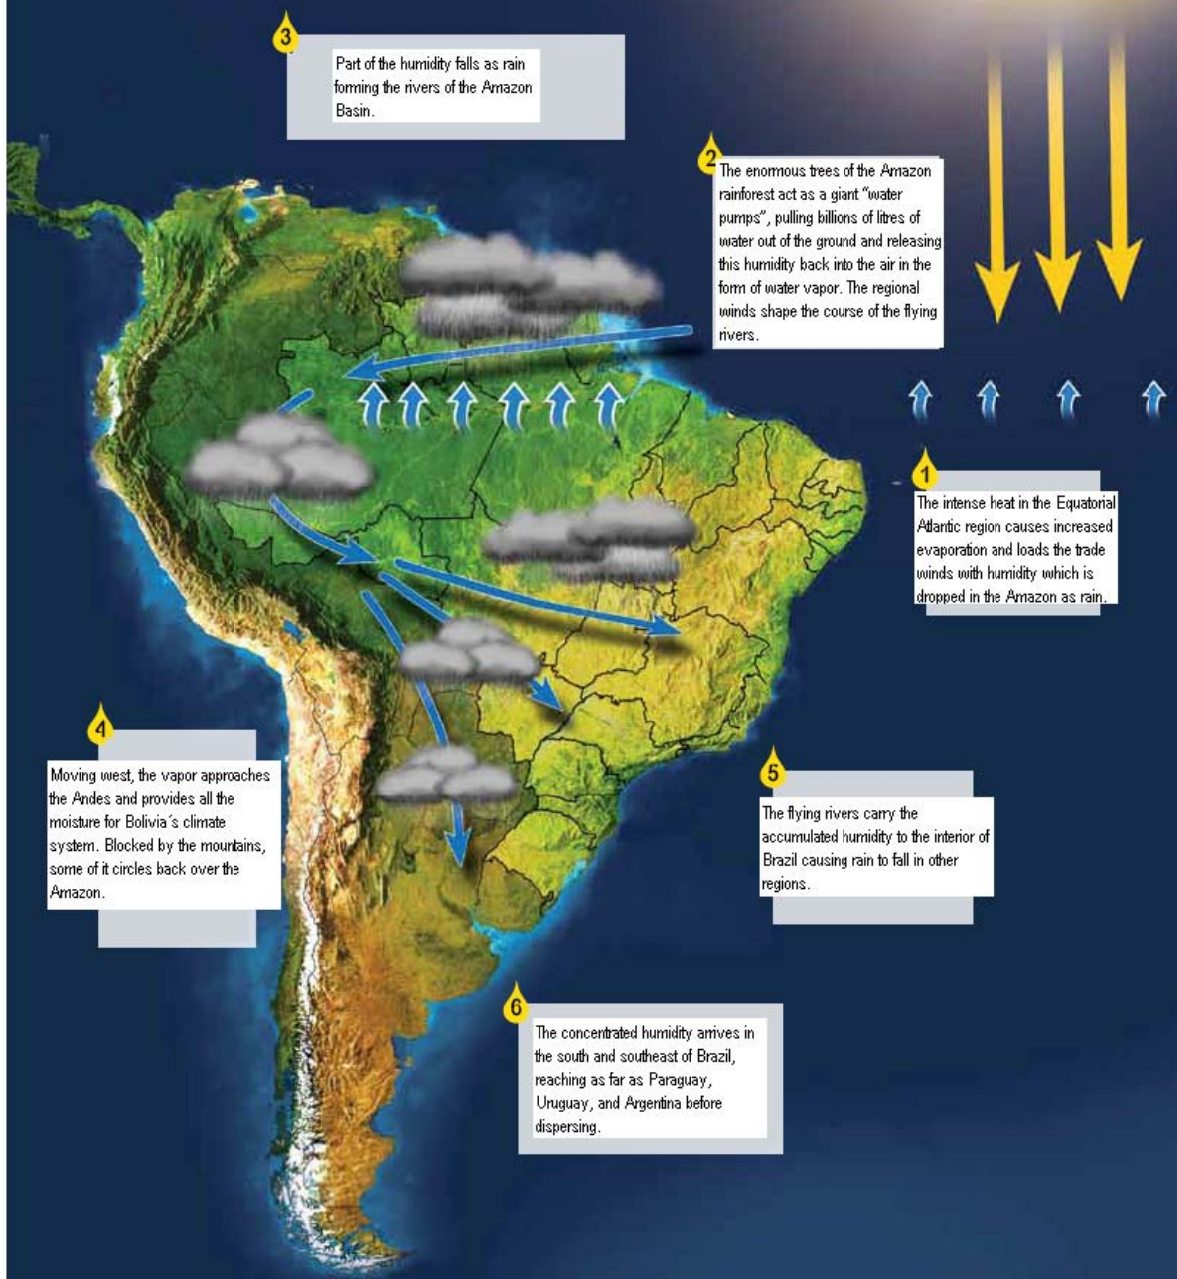 3
Part of the humidity falls as rain
forming the rivers of the Amazon
Basin.
2
The enormous trees of the Amazon
rainforest act as a giant “water
pumps”, pulling billions of litres of
water out of the ground and releasing
this humidity back into the air in the
form of water vapor. The regional
winds shape the course of the flying
rivers.
1
The intense heat in the Equatorial
Atlantic region causes increased
evaporation and loads the trade
winds with humidity which is
dropped in the Amazon as rain.
4
Moving west, the vapor approaches
the Andes and provides all the
moisture for Bolivia´s climate
system. Blocked by the mountains,
some of it circles back over the
Amazon.
5
The flying rivers carry the
accumulated humidity to the interior of
Brazil causing rain to fall in other
regions.
6
The concentrated humidity arrives in
the south and southeast of Brazil,
reaching as far as Paraguay,
Uruguay, and Argentina before
dispersing.